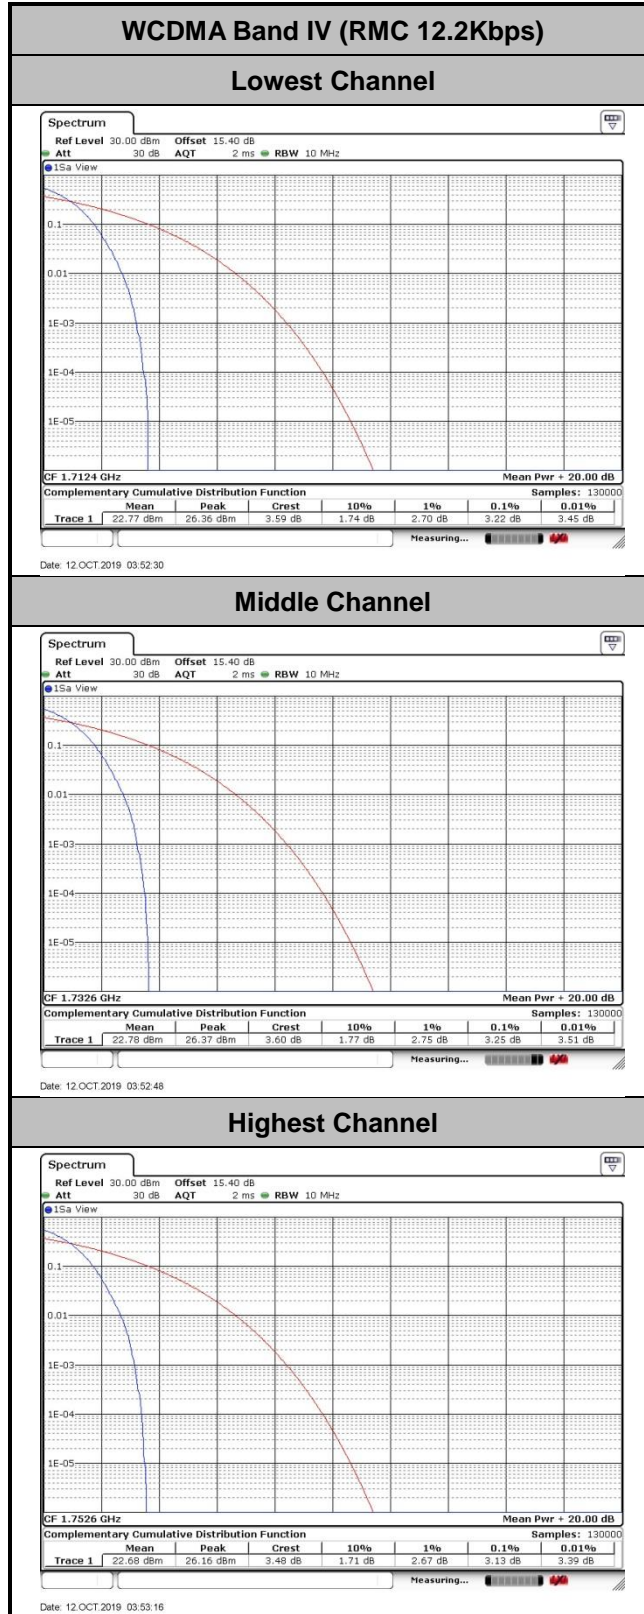 WCDMA Band IV (RMC 12.2Kbps)
Lowest Channel
Spectrum
Ref Level 30.00 dBm Offset 15.40 dB
Att 30 dB AQT 2 ms RBW 10 MHz
1Sa View
0.1
0.01
1E-03
1E-04
1E-05
CF 1.7124 GHz Mean Pwr + 20.00 dB
Complementary Cumulative Distribution Function Samples: 130000
Mean Peak Crest 10% 1% 0.1% 0.01%
Trace 1 22.77 dBm 26.36 dBm 3.59 dB 1.74 dB 2.70 dB 3.22 dB 3.45 dB
Measuring...
Date: 12.OCT.2019 03:52:30
Middle Channel
Spectrum
Ref Level 30.00 dBm Offset 15.40 dB
Att 30 dB AQT 2 ms RBW 10 MHz
1Sa View
0.1
0.01
1E-03
1E-04
1E-05
CF 1.7326 GHz Mean Pwr + 20.00 dB
Complementary Cumulative Distribution Function Samples: 130000
Mean Peak Crest 10% 1% 0.1% 0.01%
Trace 1 22.78 dBm 26.37 dBm 3.60 dB 1.77 dB 2.75 dB 3.25 dB 3.51 dB
Measuring...
Date: 12.OCT.2019 03:52:48
Highest Channel
Spectrum
Ref Level 30.00 dBm Offset 15.40 dB
Att 30 dB AQT 2 ms RBW 10 MHz
1Sa View
0.1
0.01
1E-03
1E-04
1E-05
CF 1.7526 GHz Mean Pwr + 20.00 dB
Complementary Cumulative Distribution Function Samples: 130000
Mean Peak Crest 10% 1% 0.1% 0.01%
Trace 1 22.68 dBm 26.16 dBm 3.48 dB 1.71 dB 2.67 dB 3.13 dB 3.39 dB
Measuring...
Date: 12.OCT.2019 03:53:16